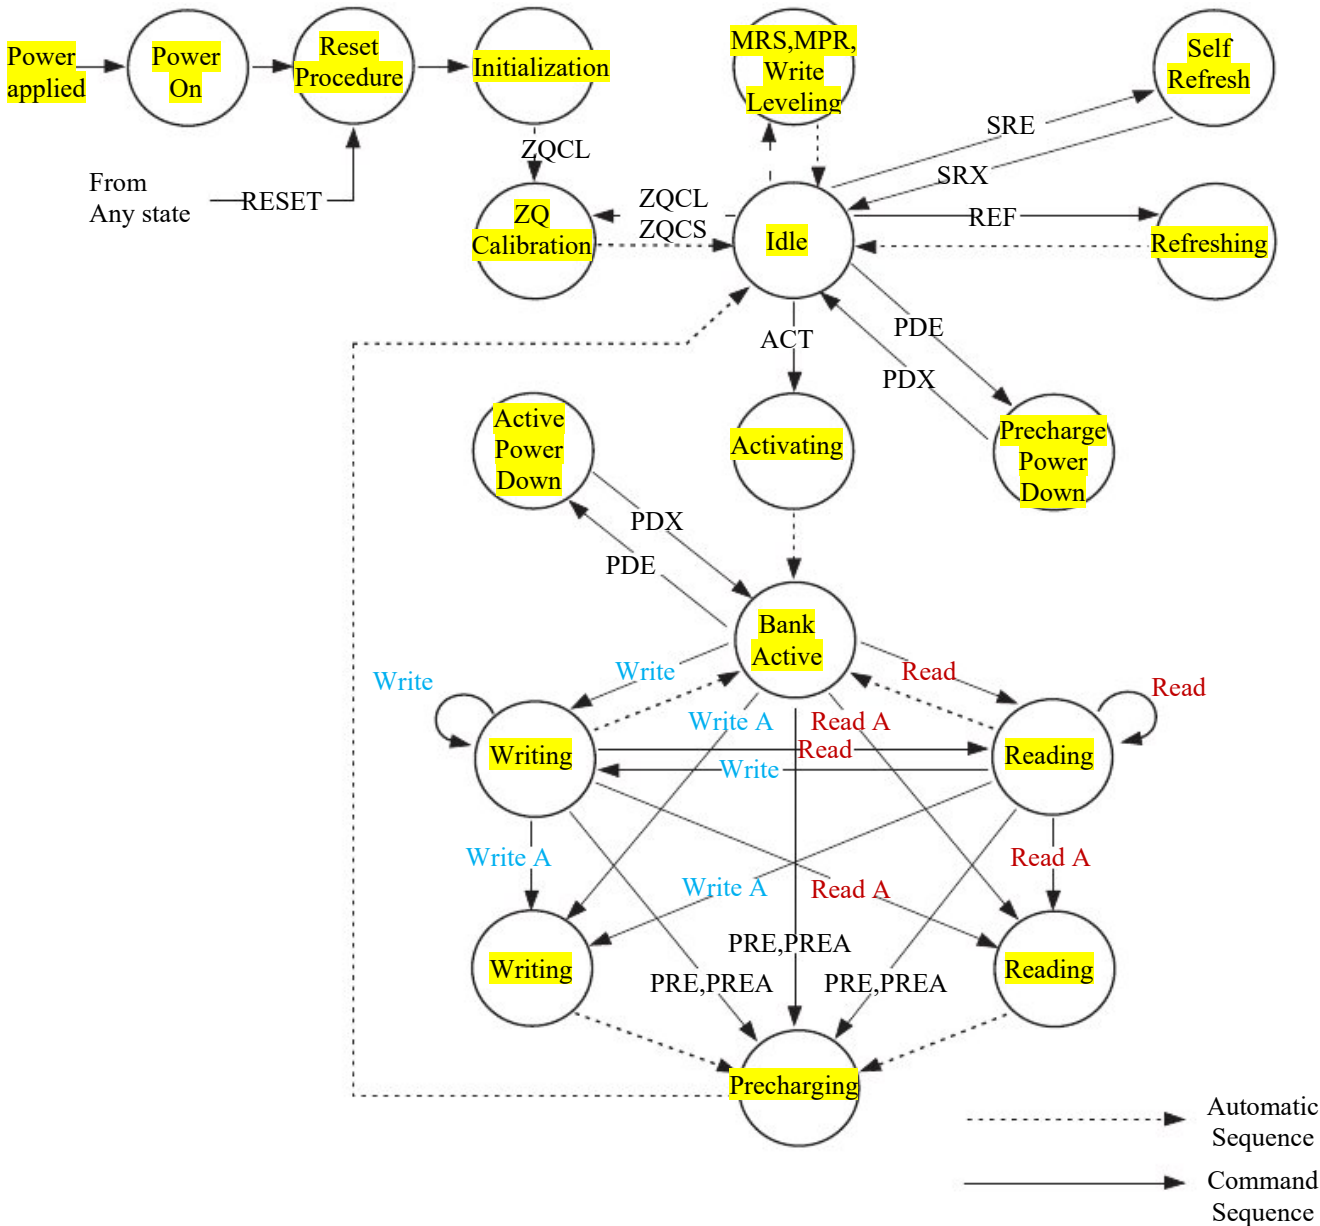 Power
applied
Power
On
Reset
Procedure
Initialization
MRS,MPR,
Write
Leveling
Self
Refresh
From
Any state
RESET
ZQCL
SRE
SRX
ZQ
Calibration
ZQCL
ZQCS
Idle
REF
Refreshing
ACT
PDE
PDX
Active
Power
Down
Activating
Precharge
Power
Down
PDX
PDE
Bank
Active
Write
Write
Read
Read
Write A
Read A
Writing
Read
Write
Reading
Write A
Write A
Read A
Read A
Writing
PRE,PREA
PRE,PREA
PRE,PREA
Reading
Precharging
Automatic
Sequence
Command
Sequence